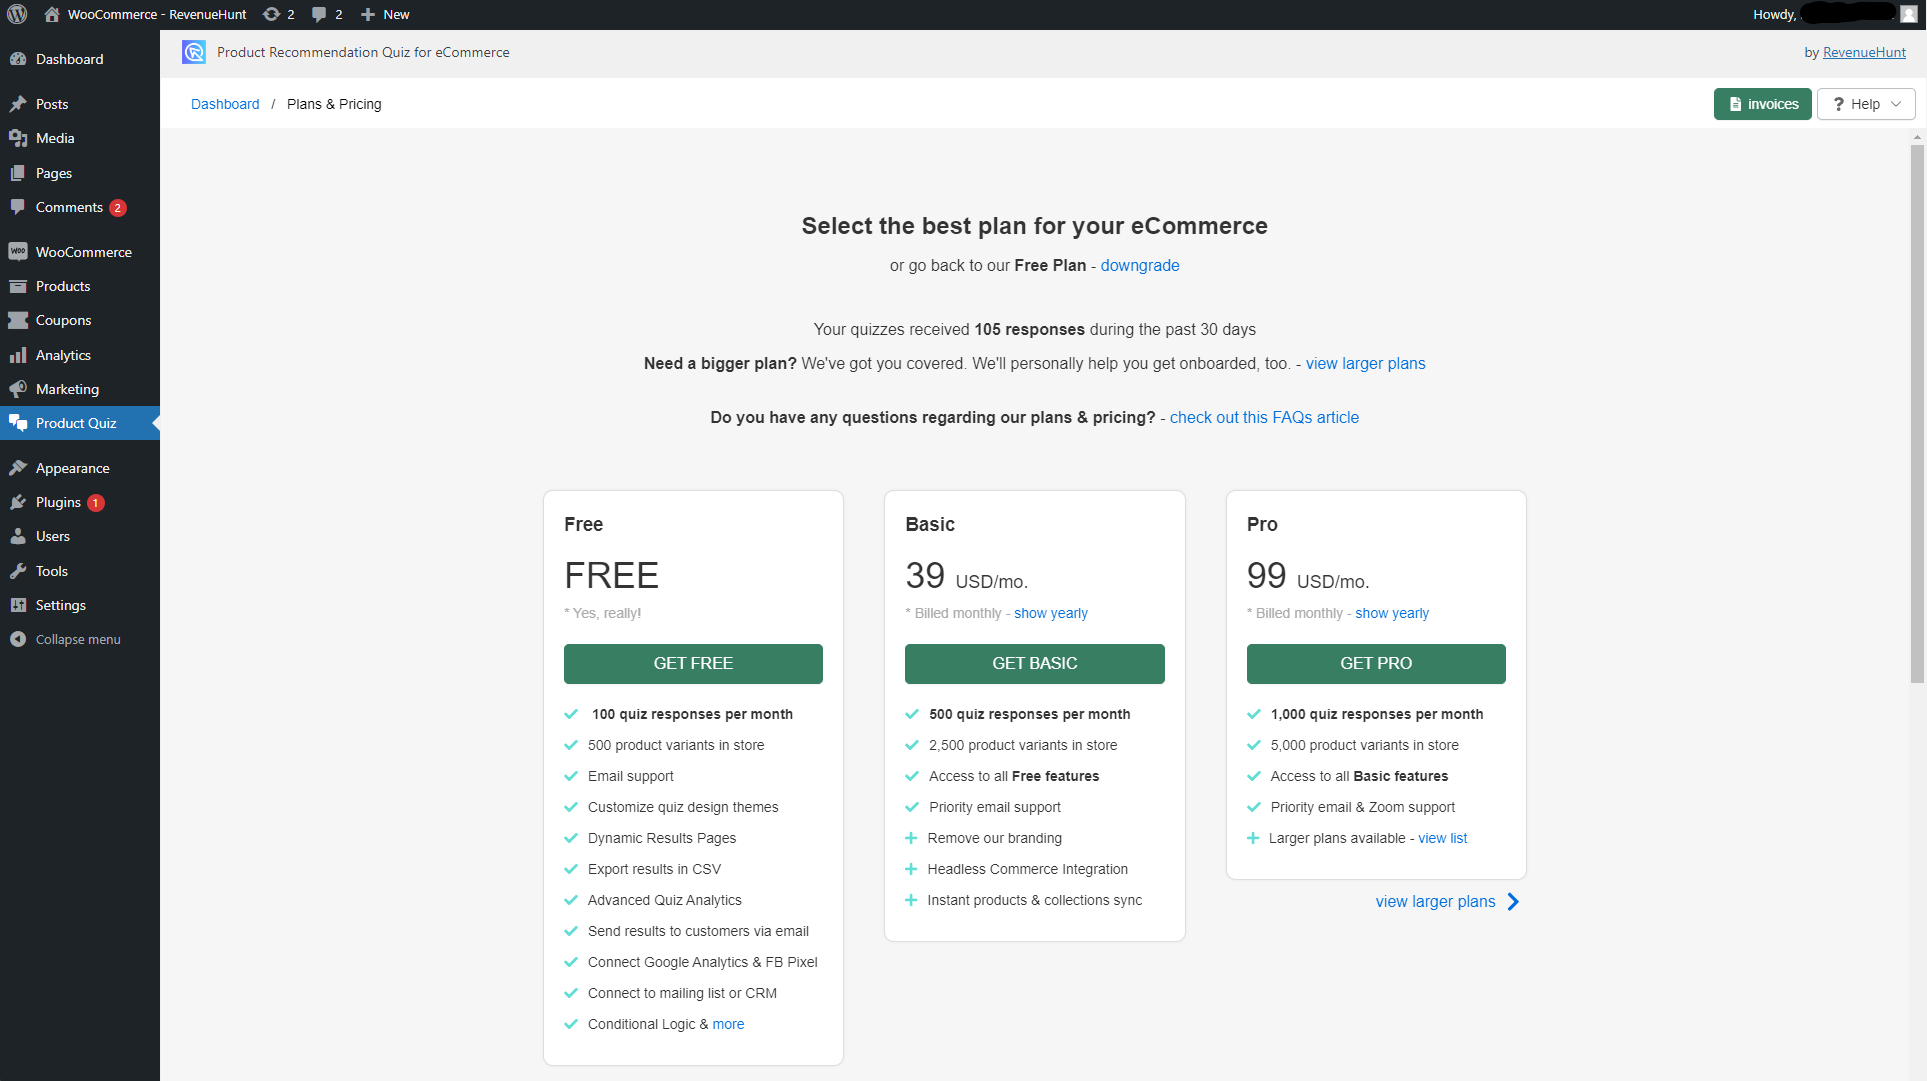 WooCommerce - RevenueHunt 2 2 New
Howdy,
Dashboard
Posts
Media
Pages
Comments 2
WooCommerce
Products
Coupons
Analytics
Marketing
Product Quiz
Appearance
Plugins 1
Users
Tools
Settings
Collapse menu
Product Recommendation Quiz for eCommerce
by RevenueHunt
Dashboard / Plans & Pricing
invoices
? Help
Select the best plan for your eCommerce
or go back to our Free Plan - downgrade
Your quizzes received 105 responses during the past 30 days
Need a bigger plan? We've got you covered. We'll personally help you get onboarded, too. - view larger plans
Do you have any questions regarding our plans & pricing? - check out this FAQs article
Free
FREE
* Yes, really!
GET FREE
100 quiz responses per month
500 product variants in store
Email support
Customize quiz design themes
Dynamic Results Pages
Export results in CSV
Advanced Quiz Analytics
Send results to customers via email
Connect Google Analytics & FB Pixel
Connect to mailing list or CRM
Conditional Logic & more
Basic
39 USD/mo.
* Billed monthly - show yearly
GET BASIC
500 quiz responses per month
2,500 product variants in store
Access to all Free features
Priority email support
Remove our branding
Headless Commerce Integration
Instant products & collections sync
Pro
99 USD/mo.
* Billed monthly - show yearly
GET PRO
1,000 quiz responses per month
5,000 product variants in store
Access to all Basic features
Priority email & Zoom support
Larger plans available - view list
view larger plans